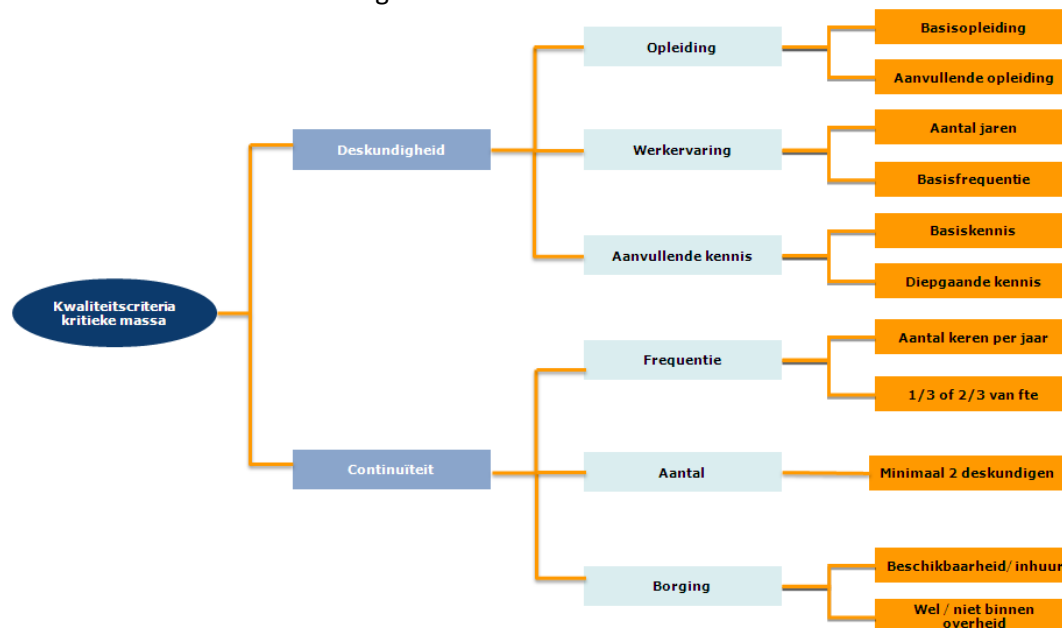 Opleiding
Basisopleiding
Aanvullende opleiding
Deskundigheid
Werkervaring
Aantal jaren
Basisfrequentie
Aanvullende kennis
Basiskennis
Diepgaande kennis
Kwaliteitscriteria
kritieke massa
Frequentie
Aantal keren per jaar
1/3 of 2/3 van fte
Continuïteit
Aantal
Minimaal 2 deskundigen
Borging
Beschikbaarheid/ inhuur
Wel / niet binnen
overheid